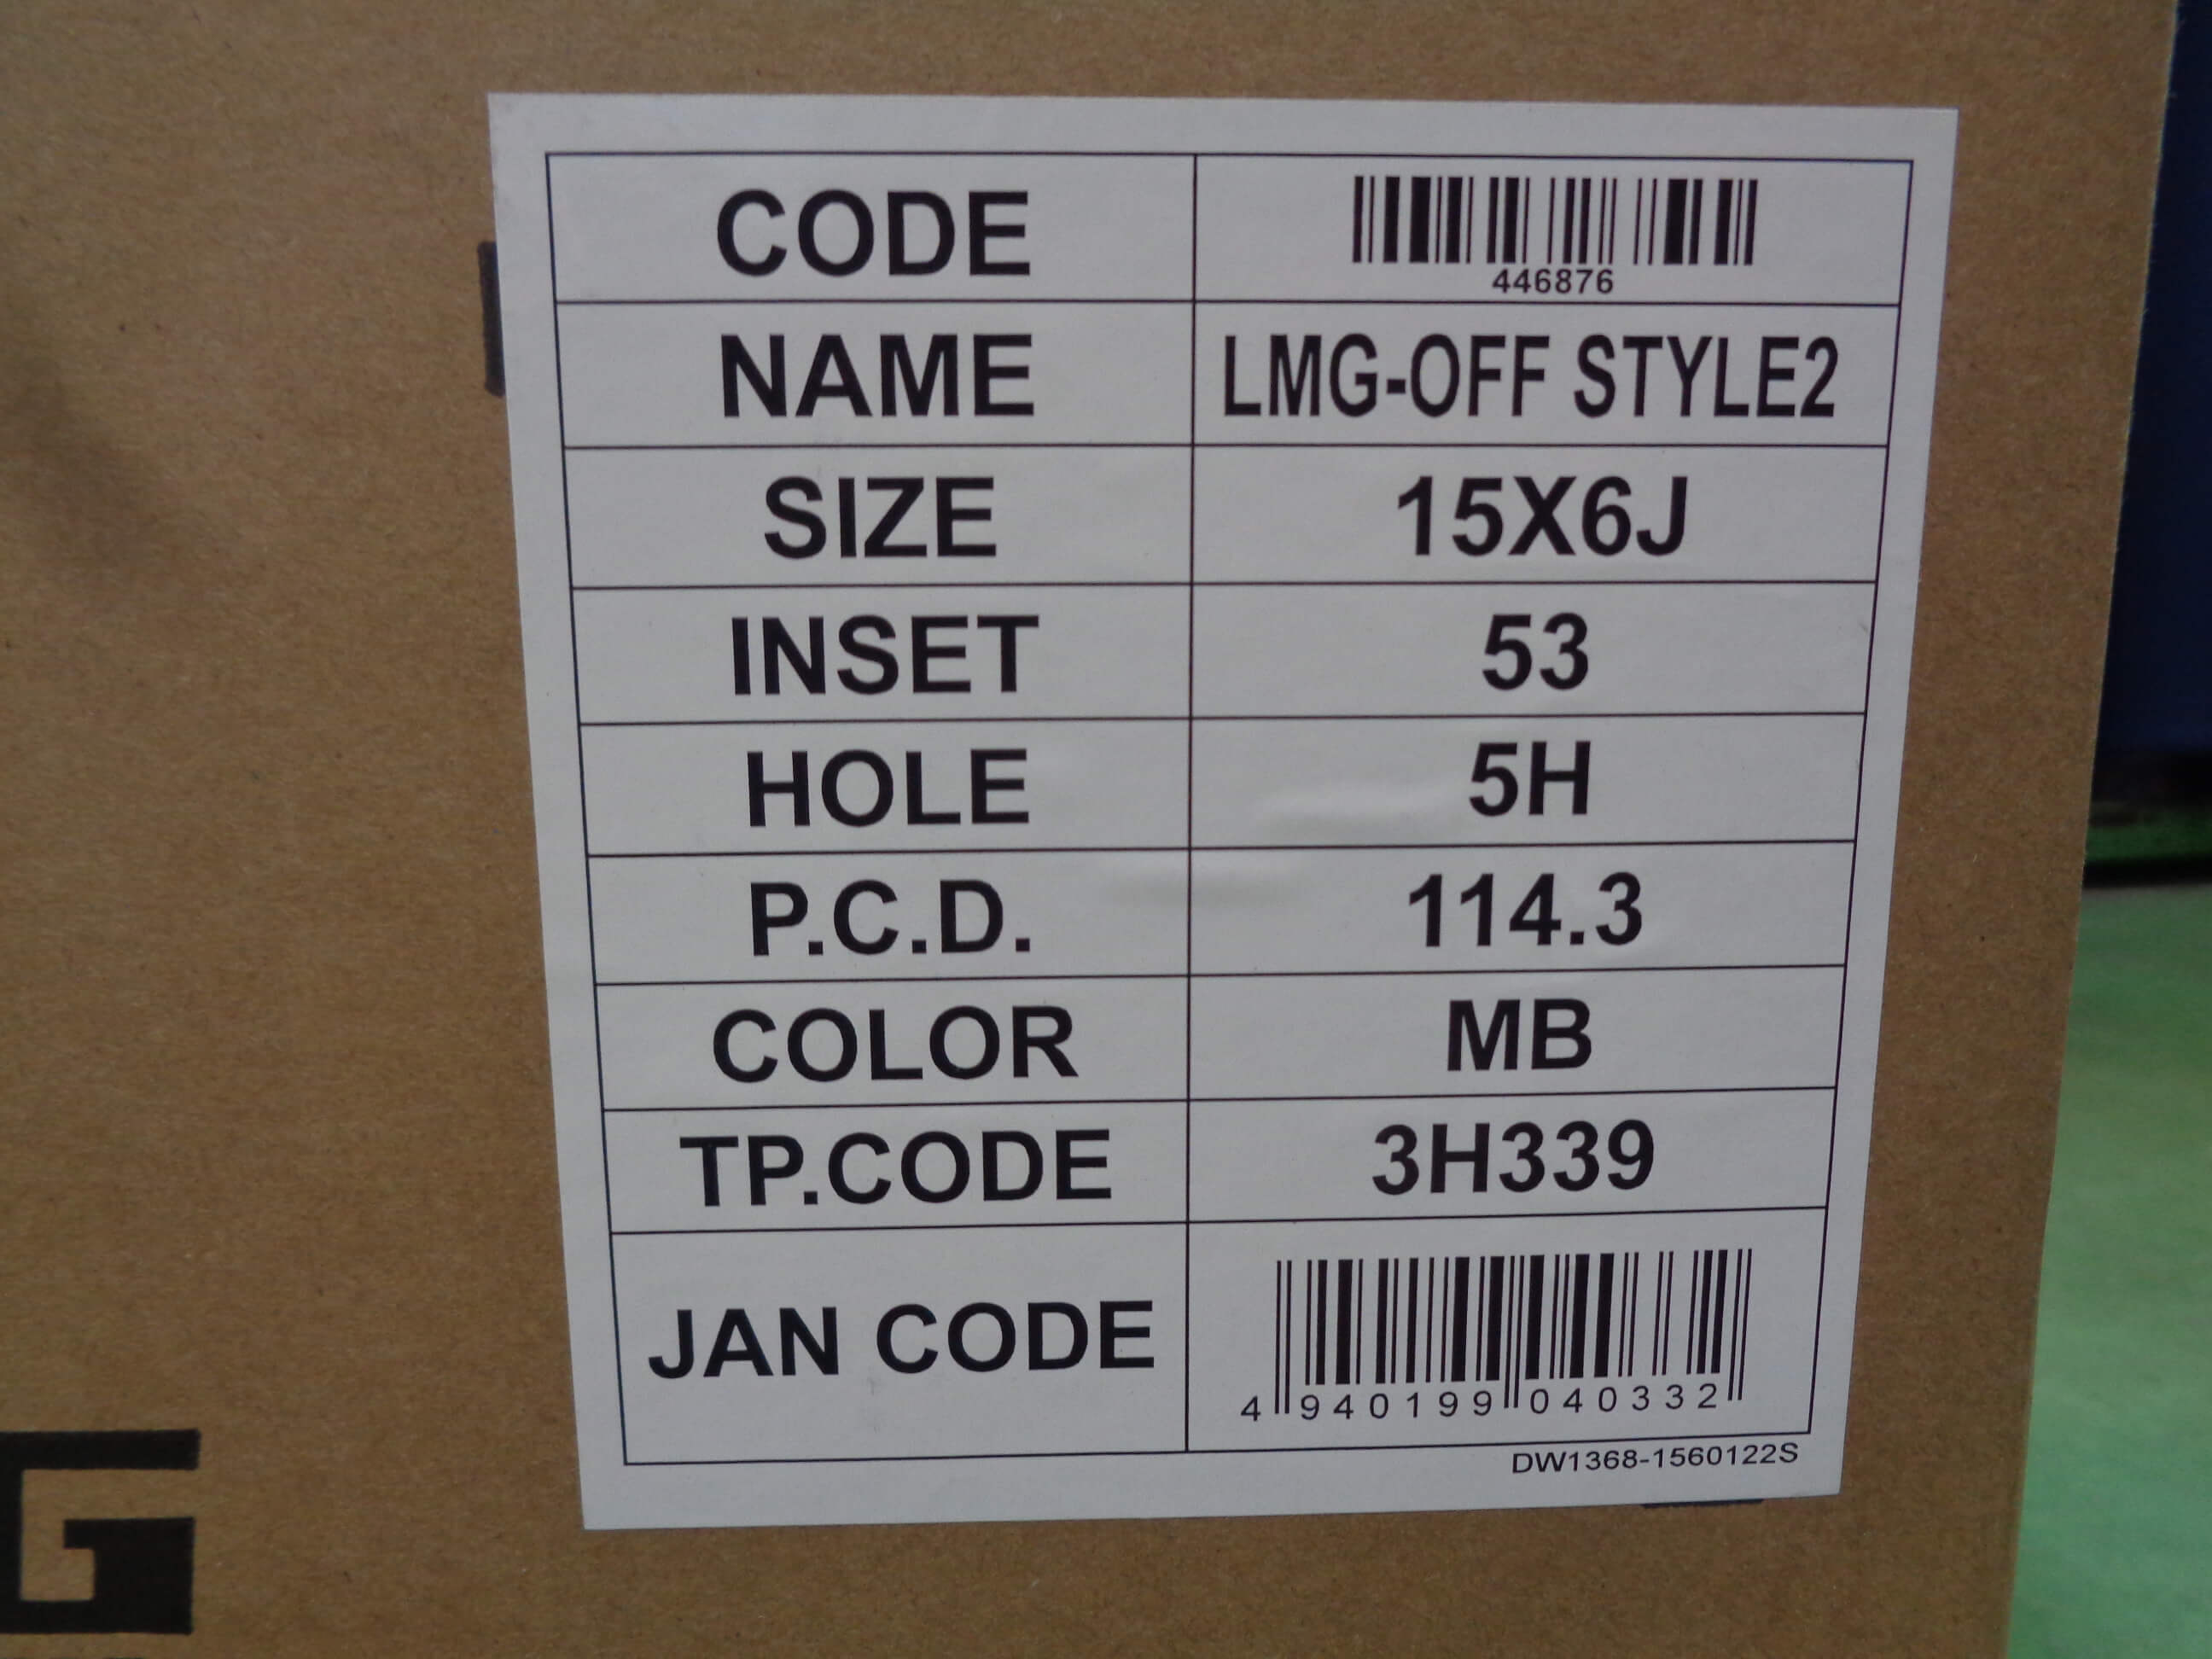 CODE 446876
NAME LMG-OFF STYLE2
SIZE 15X6J
INSET 53
HOLE 5H
P.C.D. 114.3
COLOR MB
TP.CODE 3H339
JAN CODE 4 940199 040332
DW1368-1560122S
G